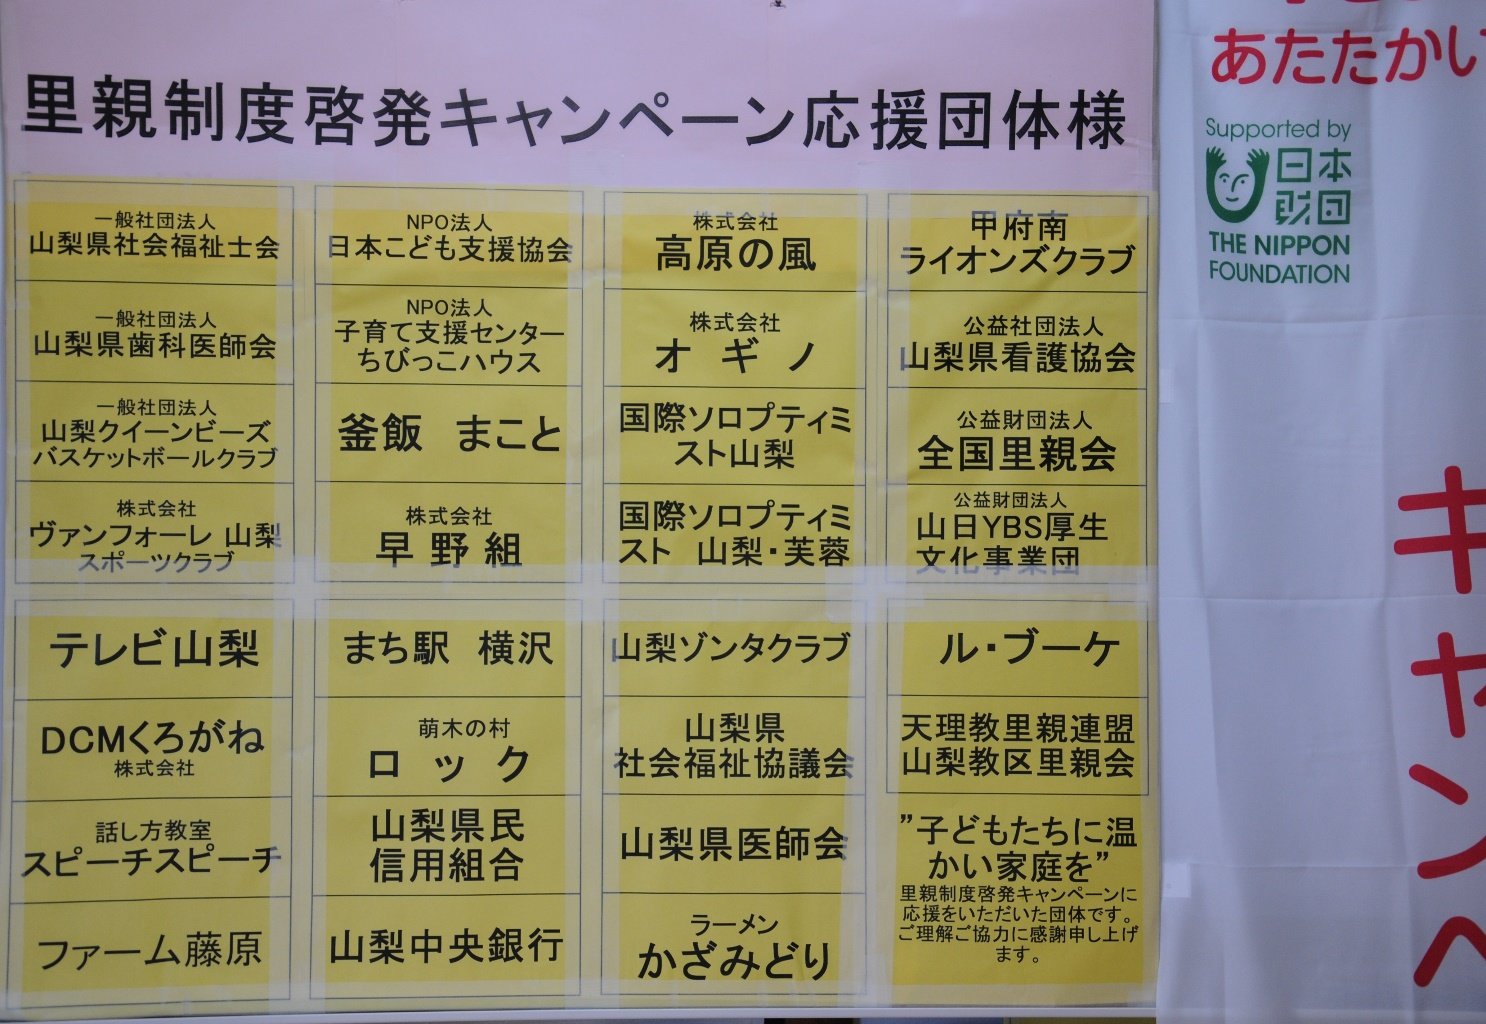 里親制度啓発キャンペーン応援団体様
一般社団法人
山梨県社会福祉士会
NPO法人
日本こども支援協会
株式会社
高原の風
甲府南
ライオンズクラブ
一般社団法人
山梨県歯科医師会
NPO法人
子育て支援センター
ちびっこハウス
株式会社
オギノ
公益社団法人
山梨県看護協会
一般社団法人
山梨クイーンビーズ
バスケットボールクラブ
釜飯 まこと
国際ソロプティミ
スト山梨
公益財団法人
全国里親会
株式会社
ヴァンフォーレ 山梨
スポーツクラブ
株式会社
早野組
国際ソロプティミ
スト 山梨・芙蓉
公益財団法人
山日YBS厚生
文化事業団
テレビ山梨
まち駅 横沢
山梨ゾンタクラブ
ル・ブーケ
DCMくろがね
株式会社
萌木の村
ロック
山梨県
社会福祉協議会
天理教里親連盟
山梨教区里親会
話し方教室
スピーチスピーチ
山梨県民
信用組合
山梨県医師会
ファーム藤原
山梨中央銀行
ラーメン
かざみどり
”子どもたちに温
かい家庭を”
里親制度啓発キャンペーンに
応援をいただいた団体です。
ご理解ご協力に感謝申し上げ
ます。
あたたかい
Supported by
日本
財団
THE NIPPON
FOUNDATION
キャンペ